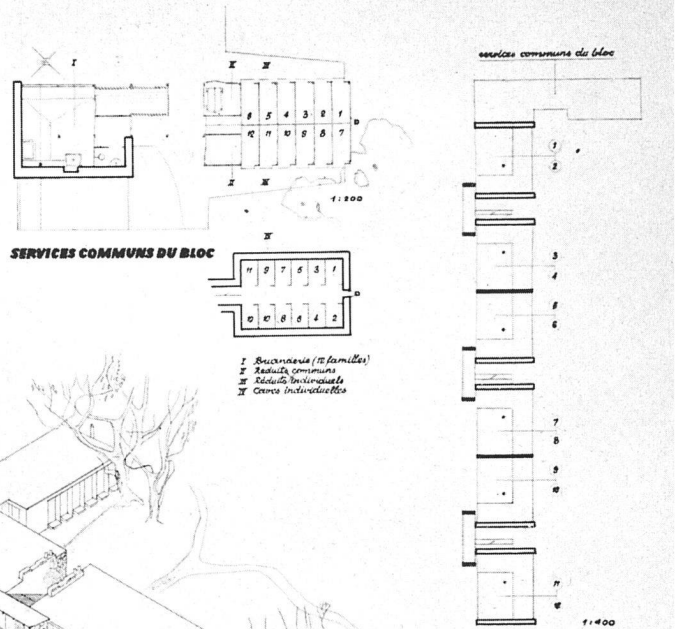 I
II III
6 5 4 3 2 1
12 11 10 9 8 7
II III
1:200
SERVICES COMMUNS DU BLOC
IV
11 9 7 5 3 1
12 10 8 6 4 2
I Buanderie (12 familles)
II Réduits communs
III Réduits individuels
IV Caves individuelles
services communs du bloc
1
2
3
4
5
6
7
8
9
10
11
12
1:400